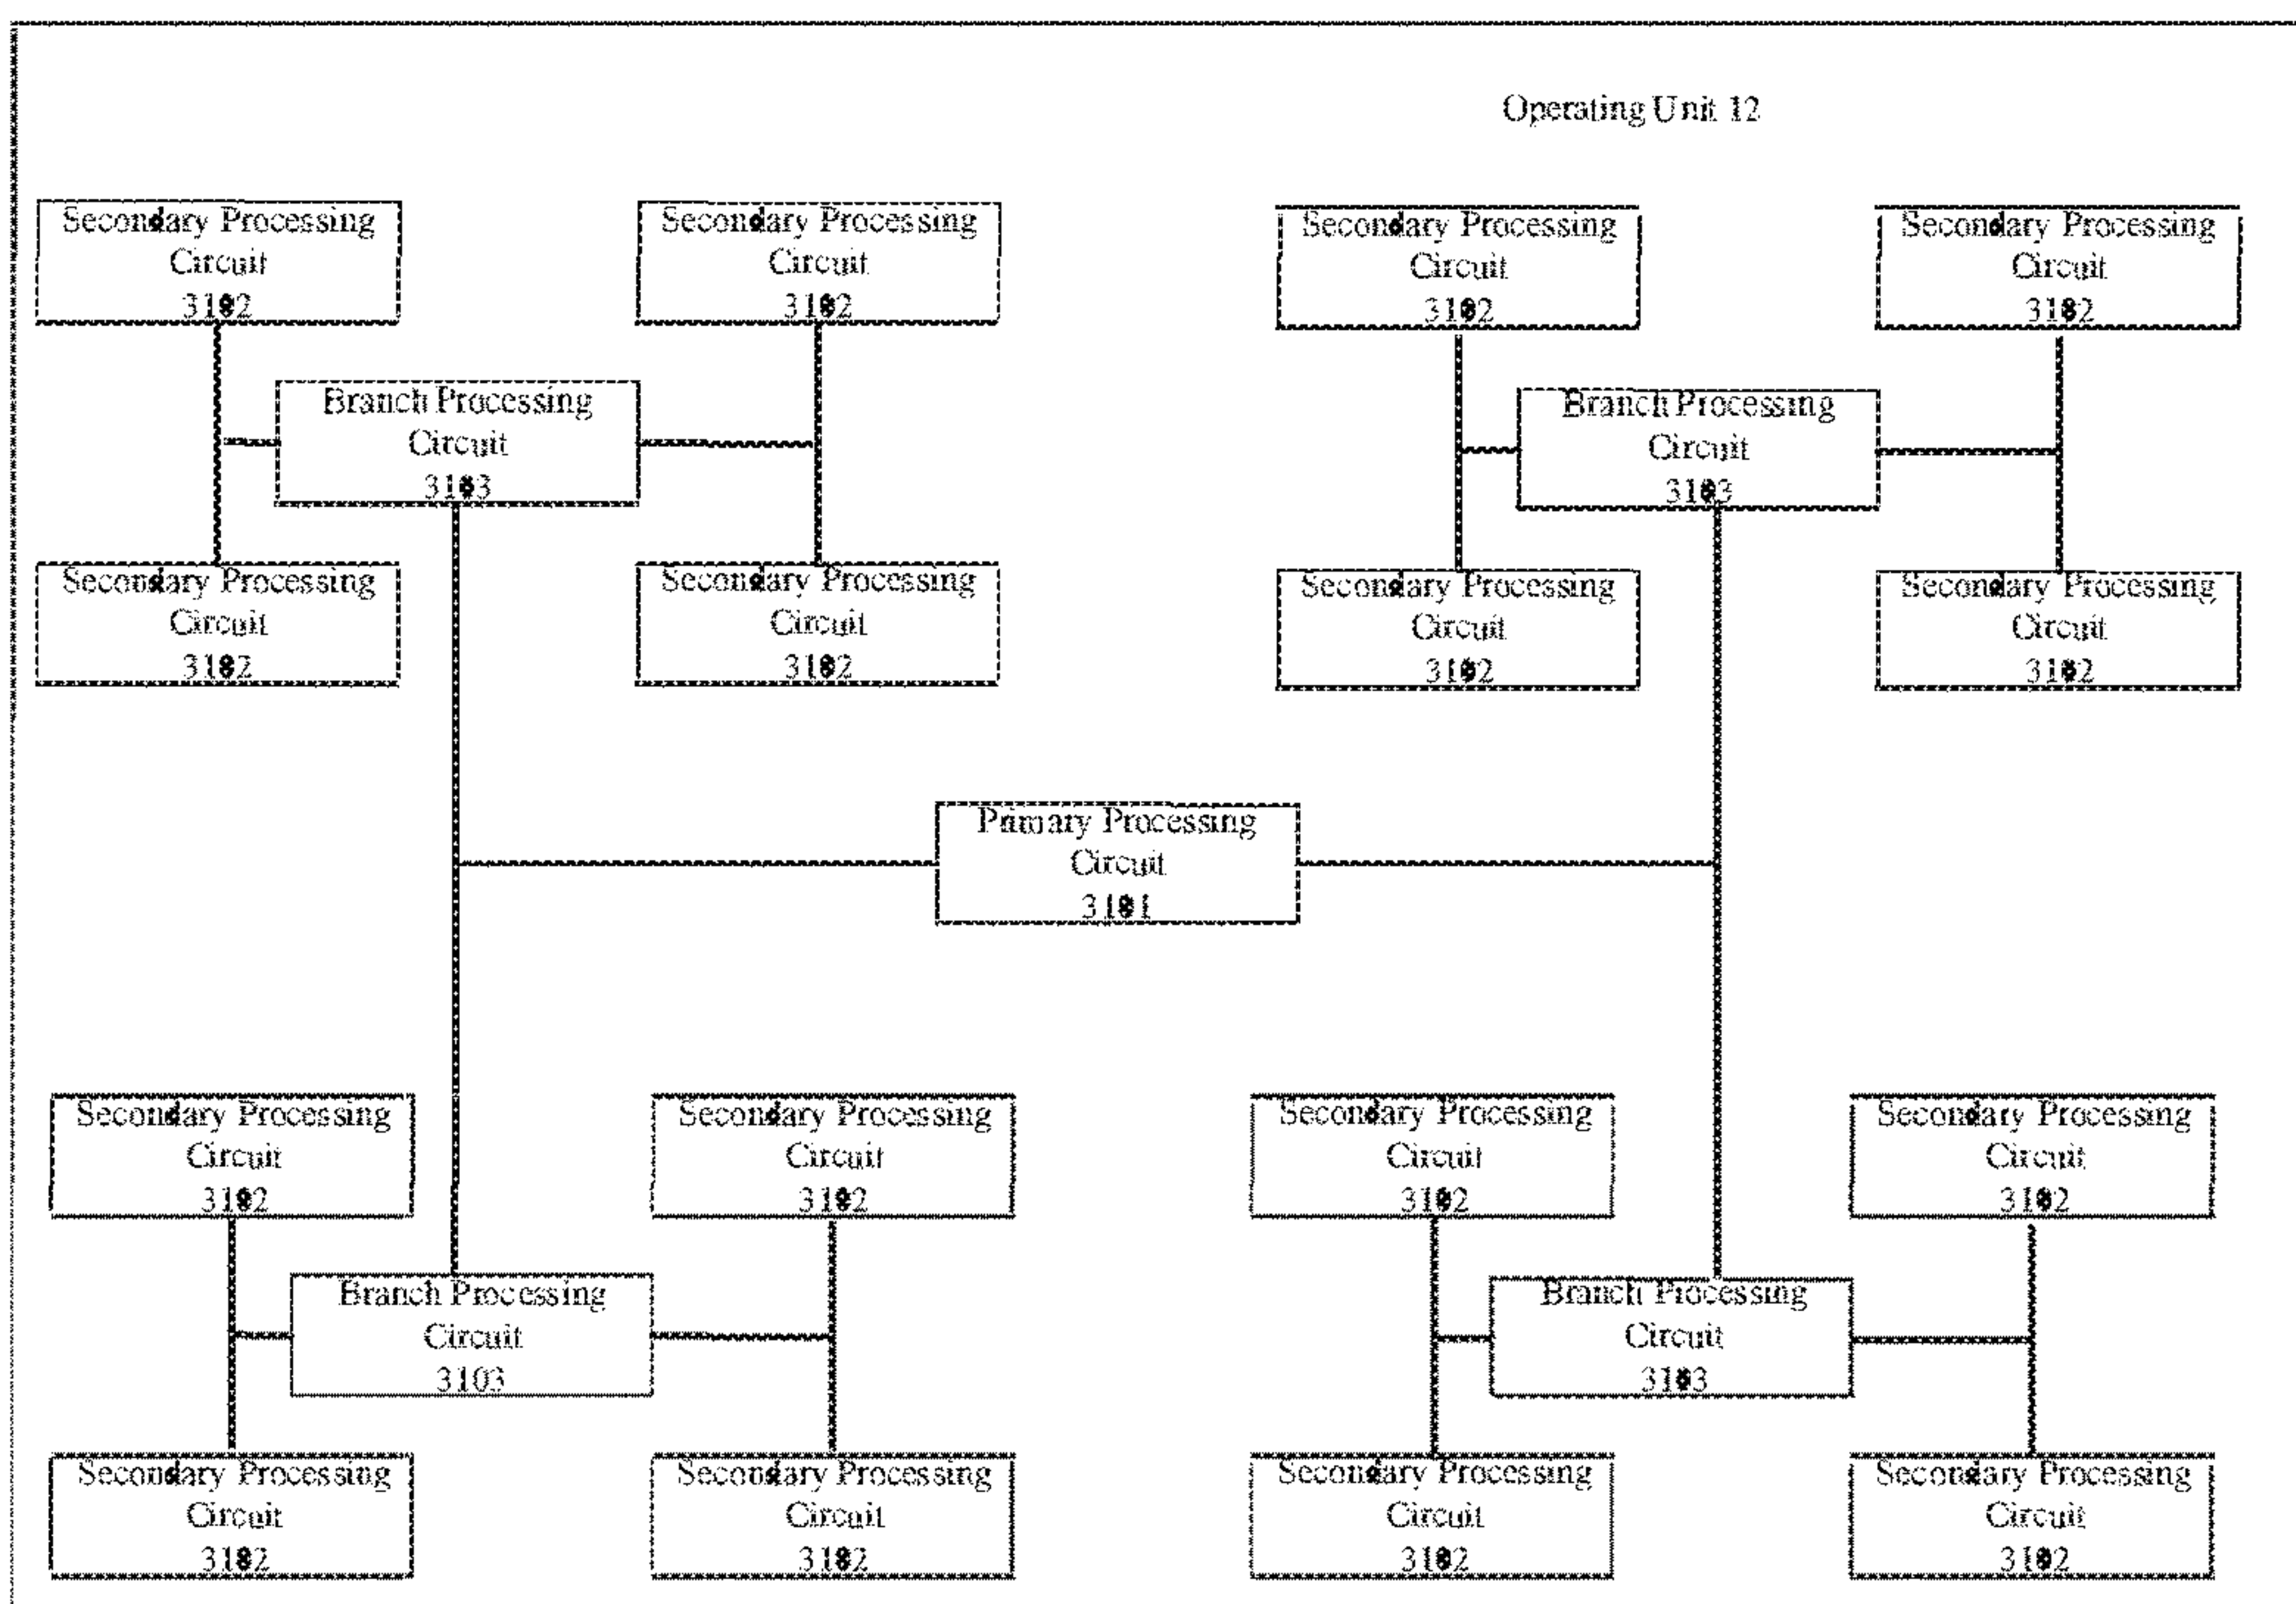 Operating Unit 12
Secondary Processing
Circuit
3102
Secondary Processing
Circuit
3102
Secondary Processing
Circuit
3102
Secondary Processing
Circuit
3102
Branch Processing
Circuit
3103
Branch Processing
Circuit
3103
Secondary Processing
Circuit
3102
Secondary Processing
Circuit
3102
Secondary Processing
Circuit
3102
Secondary Processing
Circuit
3102
Primary Processing
Circuit
3101
Secondary Processing
Circuit
3102
Secondary Processing
Circuit
3102
Secondary Processing
Circuit
3102
Secondary Processing
Circuit
3102
Branch Processing
Circuit
3103
Branch Processing
Circuit
3103
Secondary Processing
Circuit
3102
Secondary Processing
Circuit
3102
Secondary Processing
Circuit
3102
Secondary Processing
Circuit
3102